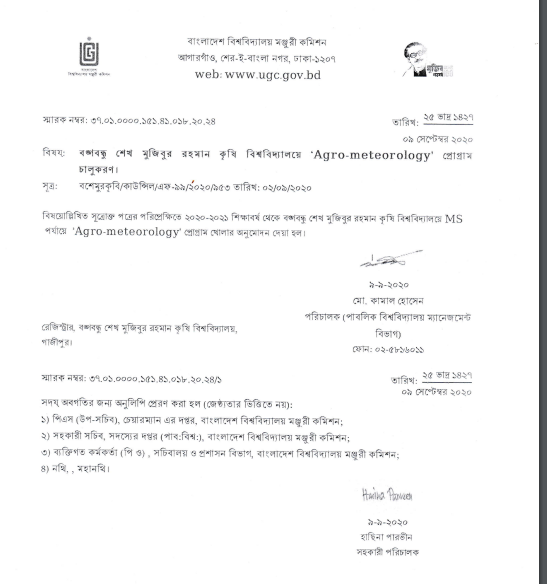 বাংলাদেশ বিশ্ববিদ্যালয় মঞ্জুরী কমিশন
আগারগাঁও, শের-ই-বাংলা নগর, ঢাকা-১২০৭
web: www.ugc.gov.bd
স্মারক নম্বর: ৩৭.০১.০০০০.১৫১.৪১.০১৮.২০.২৪
তারিখ: ২৫ ভাদ্র ১৪২৭
০৯ সেপ্টেম্বর ২০২০
বিষয়: বঙ্গবন্ধু শেখ মুজিবুর রহমান কৃষি বিশ্ববিদ্যালয়ে 'Agro-meteorology' প্রোগ্রাম
চালুকরণ।
সূত্র: বশেমুরকৃবি/কাউন্সিল/এফ-৯৯/২০২০/৯৫৩ তারিখ: ০২/০৯/২০২০
বিষয়োল্লিখিত সূত্রোক্ত পত্রের পরিপ্রেক্ষিতে ২০২০-২০২১ শিক্ষাবর্ষ থেকে বঙ্গবন্ধু শেখ মুজিবুর রহমান কৃষি বিশ্ববিদ্যালয়ে MS
পর্যায়ে 'Agro-meteorology' প্রোগ্রাম খোলার অনুমোদন দেয়া হল।
৯-৯-২০২০
মো. কামাল হোসেন
পরিচালক (পাবলিক বিশ্ববিদ্যালয় ম্যানেজমেন্ট
বিভাগ)
ফোন: ০২-৫৮১৬০১১
রেজিস্ট্রার, বঙ্গবন্ধু শেখ মুজিবুর রহমান কৃষি বিশ্ববিদ্যালয়,
গাজীপুর।
স্মারক নম্বর: ৩৭.০১.০০০০.১৫১.৪১.০১৮.২০.২৪/১
তারিখ: ২৫ ভাদ্র ১৪২৭
০৯ সেপ্টেম্বর ২০২০
সদয় অবগতির জন্য অনুলিপি প্রেরণ করা হল (জেষ্ঠ্যতার ভিত্তিতে নয়):
১) পিএস (উপ-সচিব), চেয়ারম্যান এর দপ্তর, বাংলাদেশ বিশ্ববিদ্যালয় মঞ্জুরী কমিশন;
২) সহকারী সচিব, সদস্যের দপ্তর (পাব:বিশ্ব:), বাংলাদেশ বিশ্ববিদ্যালয় মঞ্জুরী কমিশন;
৩) ব্যক্তিগত কর্মকর্তা (পি ও) , সচিবালয় ও প্রশাসন বিভাগ, বাংলাদেশ বিশ্ববিদ্যালয় মঞ্জুরী কমিশন;
৪) নথি, , মহানথি।
৯-৯-২০২০
হাছিনা পারভীন
সহকারী পরিচালক